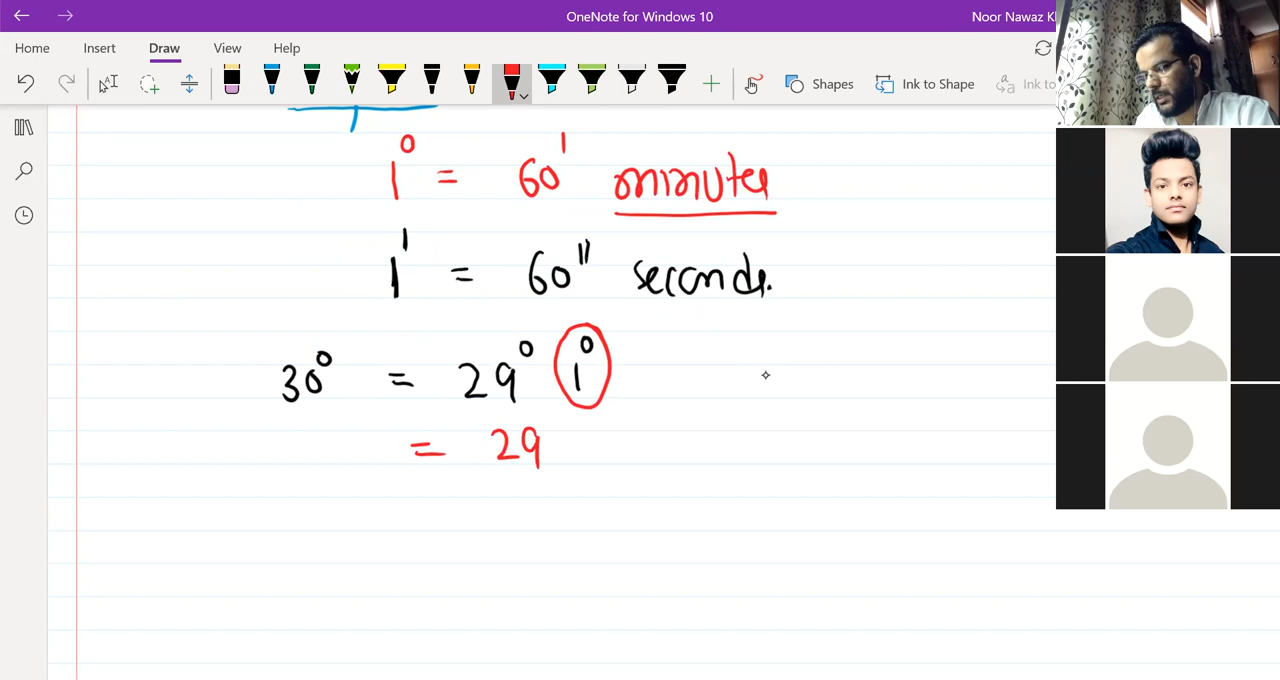 OneNote for Windows 10
Noor Nawaz Kh
Home Insert Draw View Help
Shapes Ink to Shape Ink to
1° = 60' minutes
1' = 60'' seconds.
30° = 29° 1°
= 29